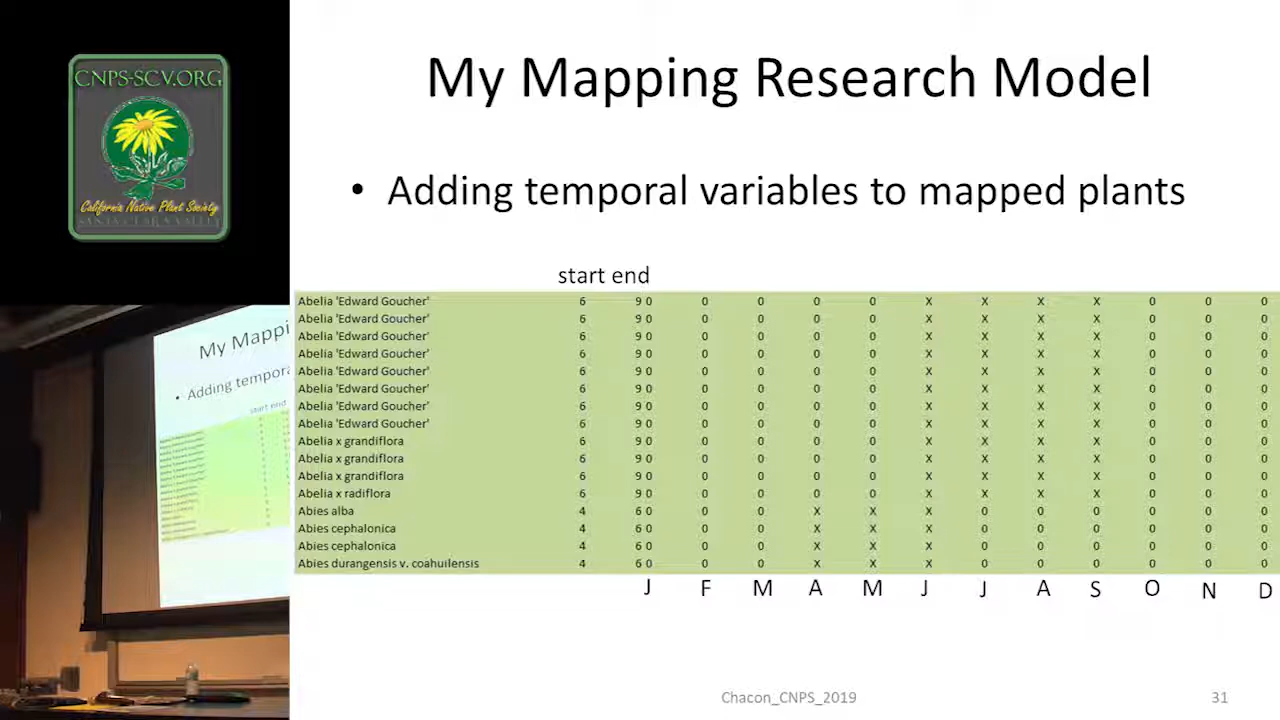 CNPS-SCV.ORG
California Native Plant Society
SANTA CLARA VALLEY
My Mapping Research Model
• Adding temporal variables to mapped plants
start end
Abelia 'Edward Goucher' 6 9 0 0 0 0 0 X X X X 0 0 0
Abelia 'Edward Goucher' 6 9 0 0 0 0 0 X X X X 0 0 0
Abelia 'Edward Goucher' 6 9 0 0 0 0 0 X X X X 0 0 0
Abelia 'Edward Goucher' 6 9 0 0 0 0 0 X X X X 0 0 0
Abelia 'Edward Goucher' 6 9 0 0 0 0 0 X X X X 0 0 0
Abelia 'Edward Goucher' 6 9 0 0 0 0 0 X X X X 0 0 0
Abelia 'Edward Goucher' 6 9 0 0 0 0 0 X X X X 0 0 0
Abelia 'Edward Goucher' 6 9 0 0 0 0 0 X X X X 0 0 0
Abelia x grandiflora 6 9 0 0 0 0 0 X X X X 0 0 0
Abelia x grandiflora 6 9 0 0 0 0 0 X X X X 0 0 0
Abelia x grandiflora 6 9 0 0 0 0 0 X X X X 0 0 0
Abelia x radiflora 6 9 0 0 0 0 0 X X X X 0 0 0
Abies alba 4 6 0 0 0 X X X 0 0 0 0 0 0
Abies cephalonica 4 6 0 0 0 X X X 0 0 0 0 0 0
Abies cephalonica 4 6 0 0 0 X X X 0 0 0 0 0 0
Abies durangensis v. coahuilensis 4 6 0 0 0 X X X 0 0 0 0 0 0
J F M A M J J A S O N D
Chacon_CNPS_2019
31
My Mappi
• Adding tempora
start end